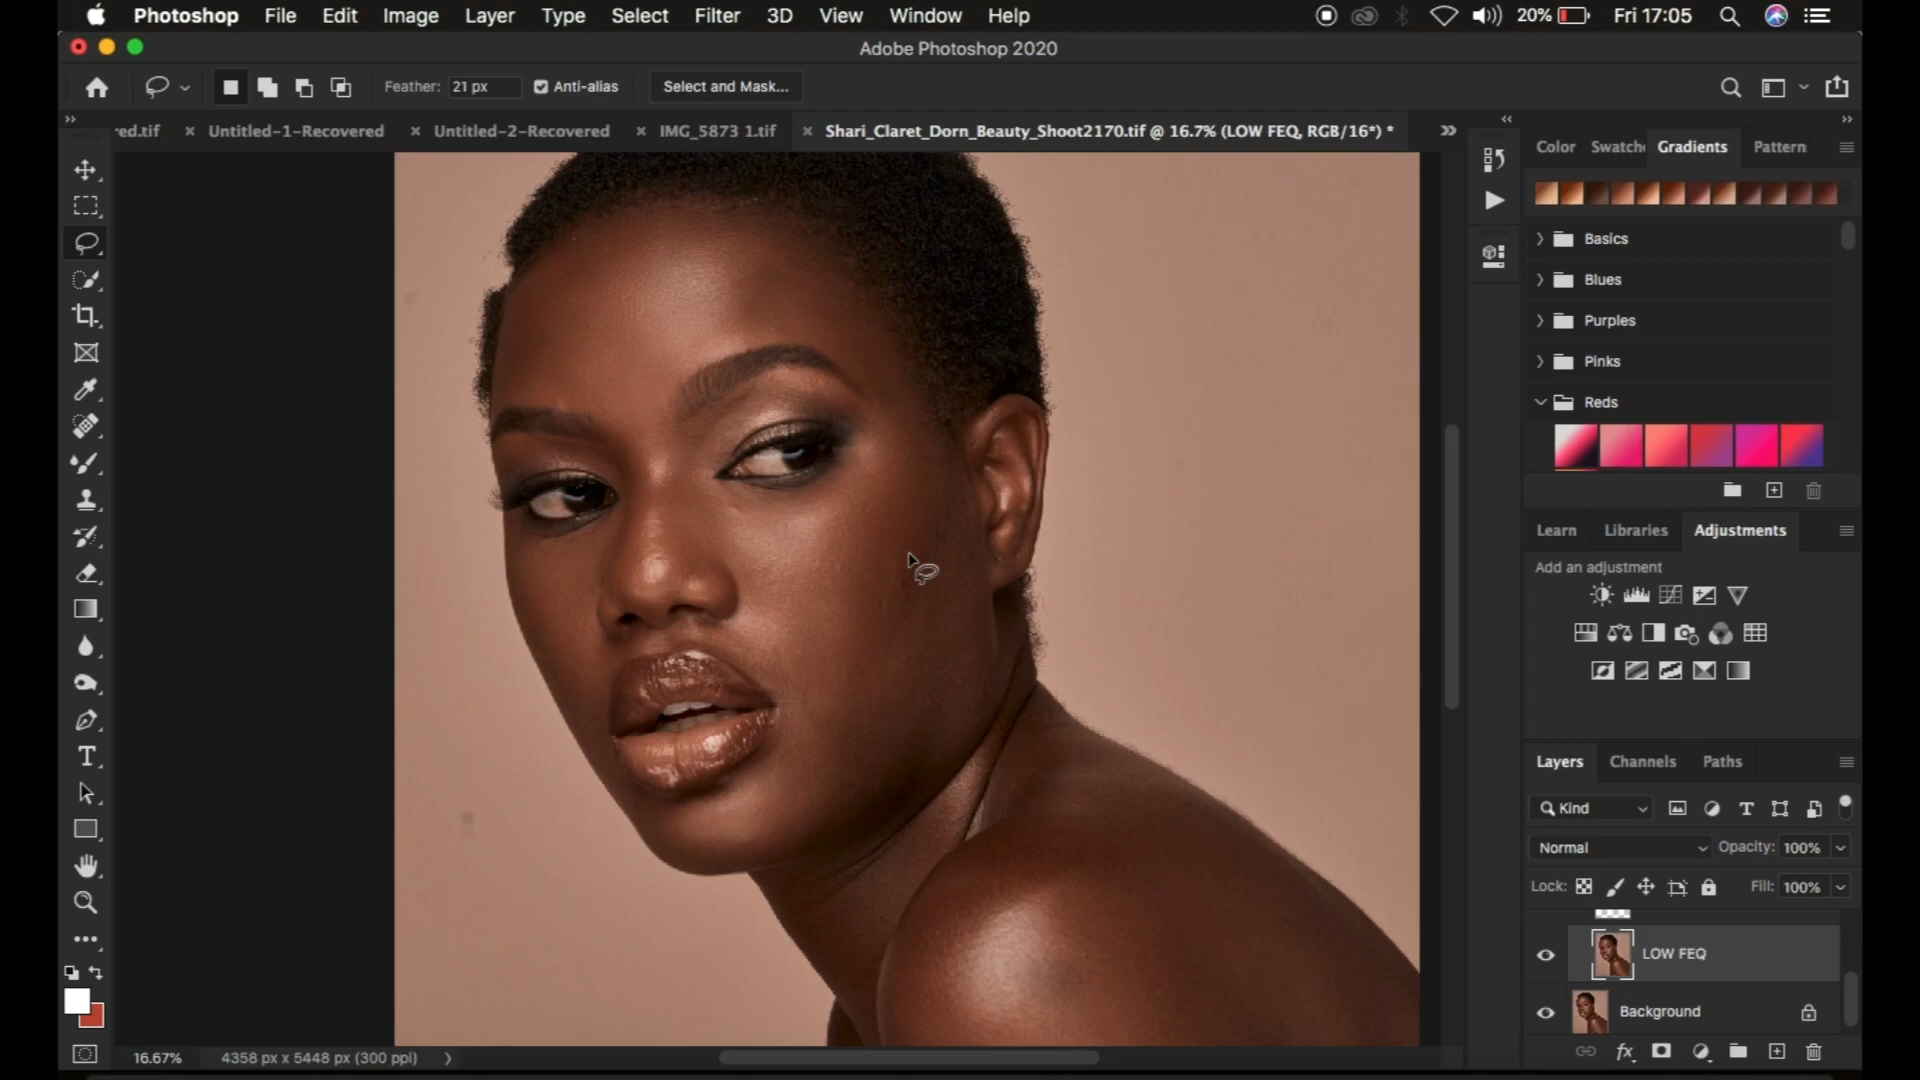 Photoshop File Edit Image Layer Type Select Filter 3D View Window Help 20% Fri 17:05
Adobe Photoshop 2020
Feather: 21 px Anti-alias Select and Mask...
red.tif × Untitled-1-Recovered × Untitled-2-Recovered × IMG_5873 1.tif × Shari_Claret_Dorn_Beauty_Shoot2170.tif @ 16.7% (LOW FEQ, RGB/16*) *
Color Swatche Gradients Pattern
Basics
Blues
Purples
Pinks
Reds
Learn Libraries Adjustments
Add an adjustment
Layers Channels Paths
Kind
Normal Opacity: 100%
Lock: Fill: 100%
LOW FEQ
Background
fx
16.67% 4358 px x 5448 px (300 ppi)